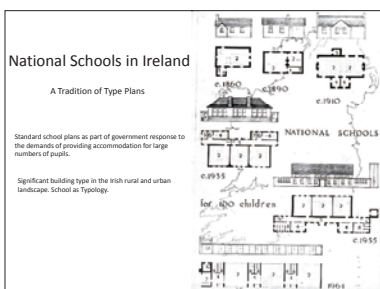 National Schools in Ireland
A Tradition of Type Plans
Standard school plans as part of government response to
the demands of providing accommodation for large
numbers of pupils.
Significant building type in the Irish rural and urban
landscape. School as Typology.
c.1860
c.1890
c.1910
NATIONAL SCHOOLS
c.1935
for 100 children
c.1955
1964